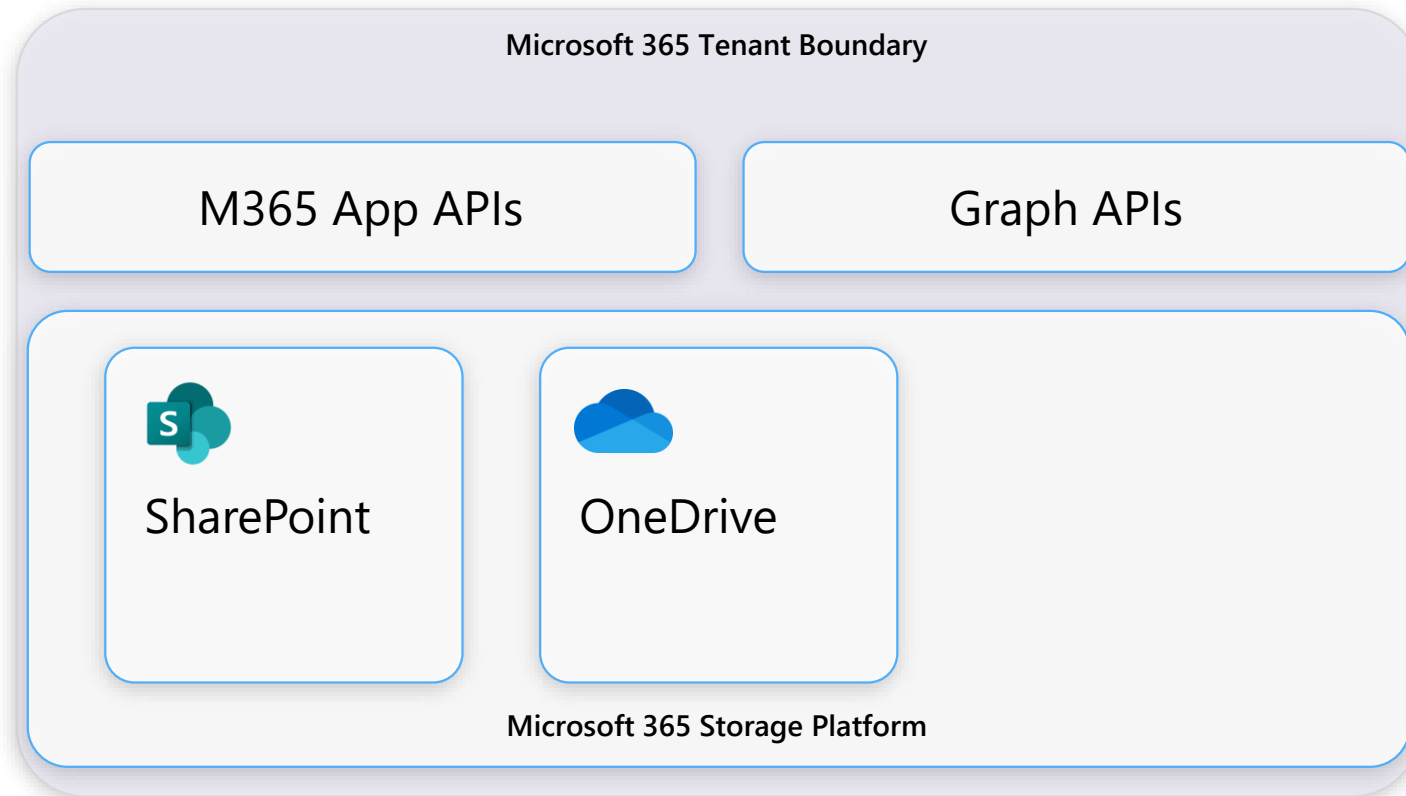 Microsoft 365 Tenant Boundary
M365 App APIs
Graph APIs
S
SharePoint
OneDrive
Microsoft 365 Storage Platform